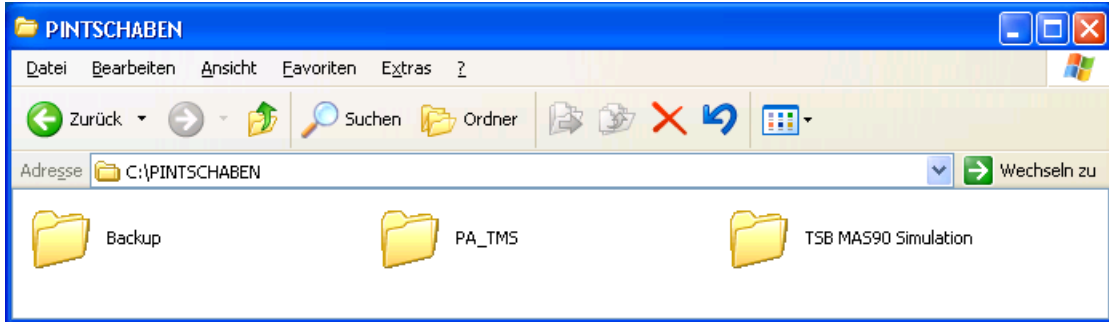 PINTSCHABEN
Datei Bearbeiten Ansicht Favoriten Extras ?
Zurück Suchen Ordner
Adresse C:\PINTSCHABEN Wechseln zu
Backup PA_TMS TSB MAS90 Simulation